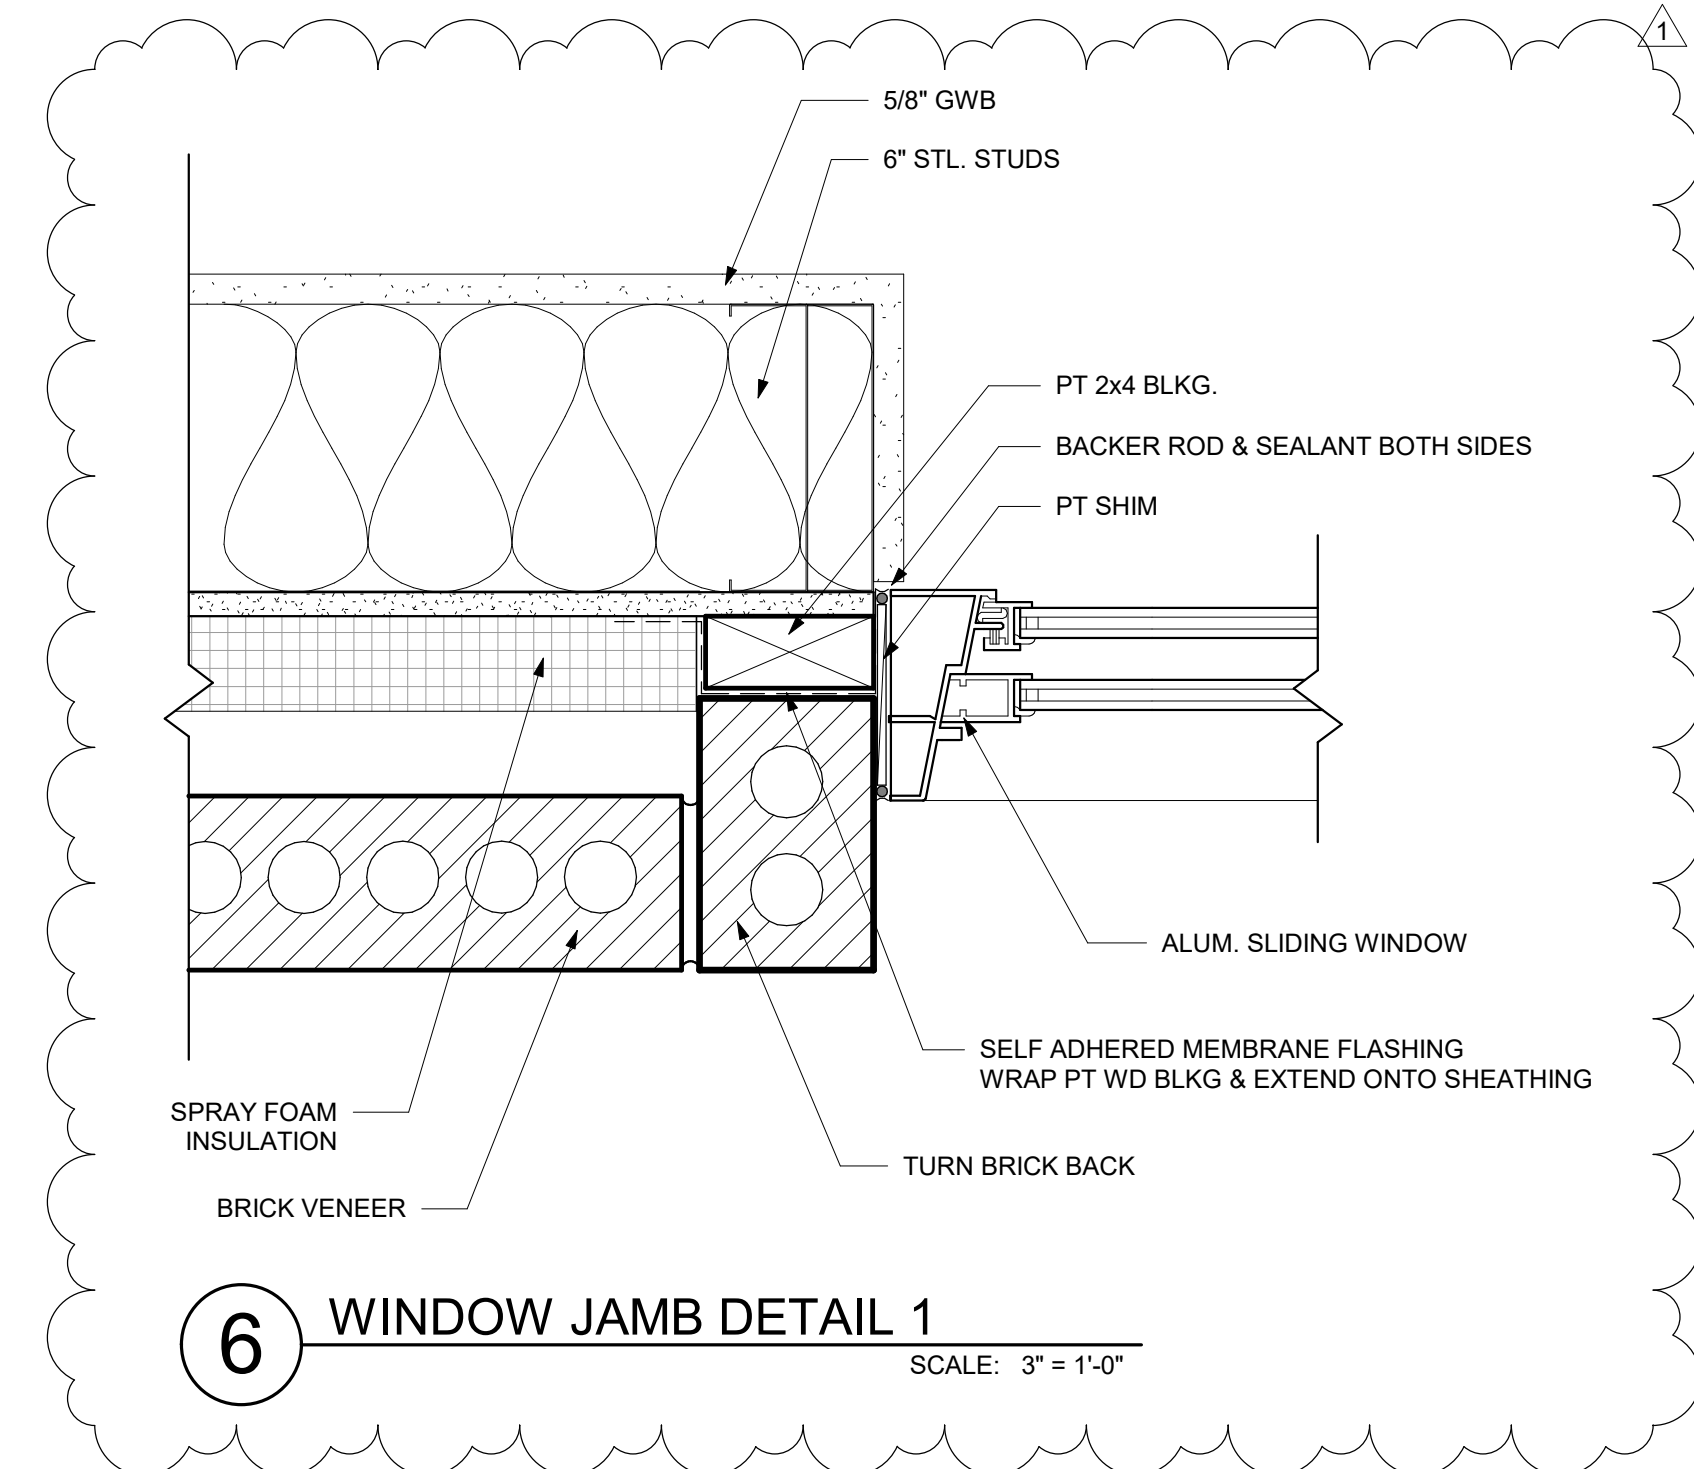 1
5/8" GWB
6" STL. STUDS
PT 2x4 BLKG.
BACKER ROD & SEALANT BOTH SIDES
PT SHIM
ALUM. SLIDING WINDOW
SELF ADHERED MEMBRANE FLASHING
WRAP PT WD BLKG & EXTEND ONTO SHEATHING
SPRAY FOAM
INSULATION
TURN BRICK BACK
BRICK VENEER
6
WINDOW JAMB DETAIL 1
SCALE: 3" = 1'-0"